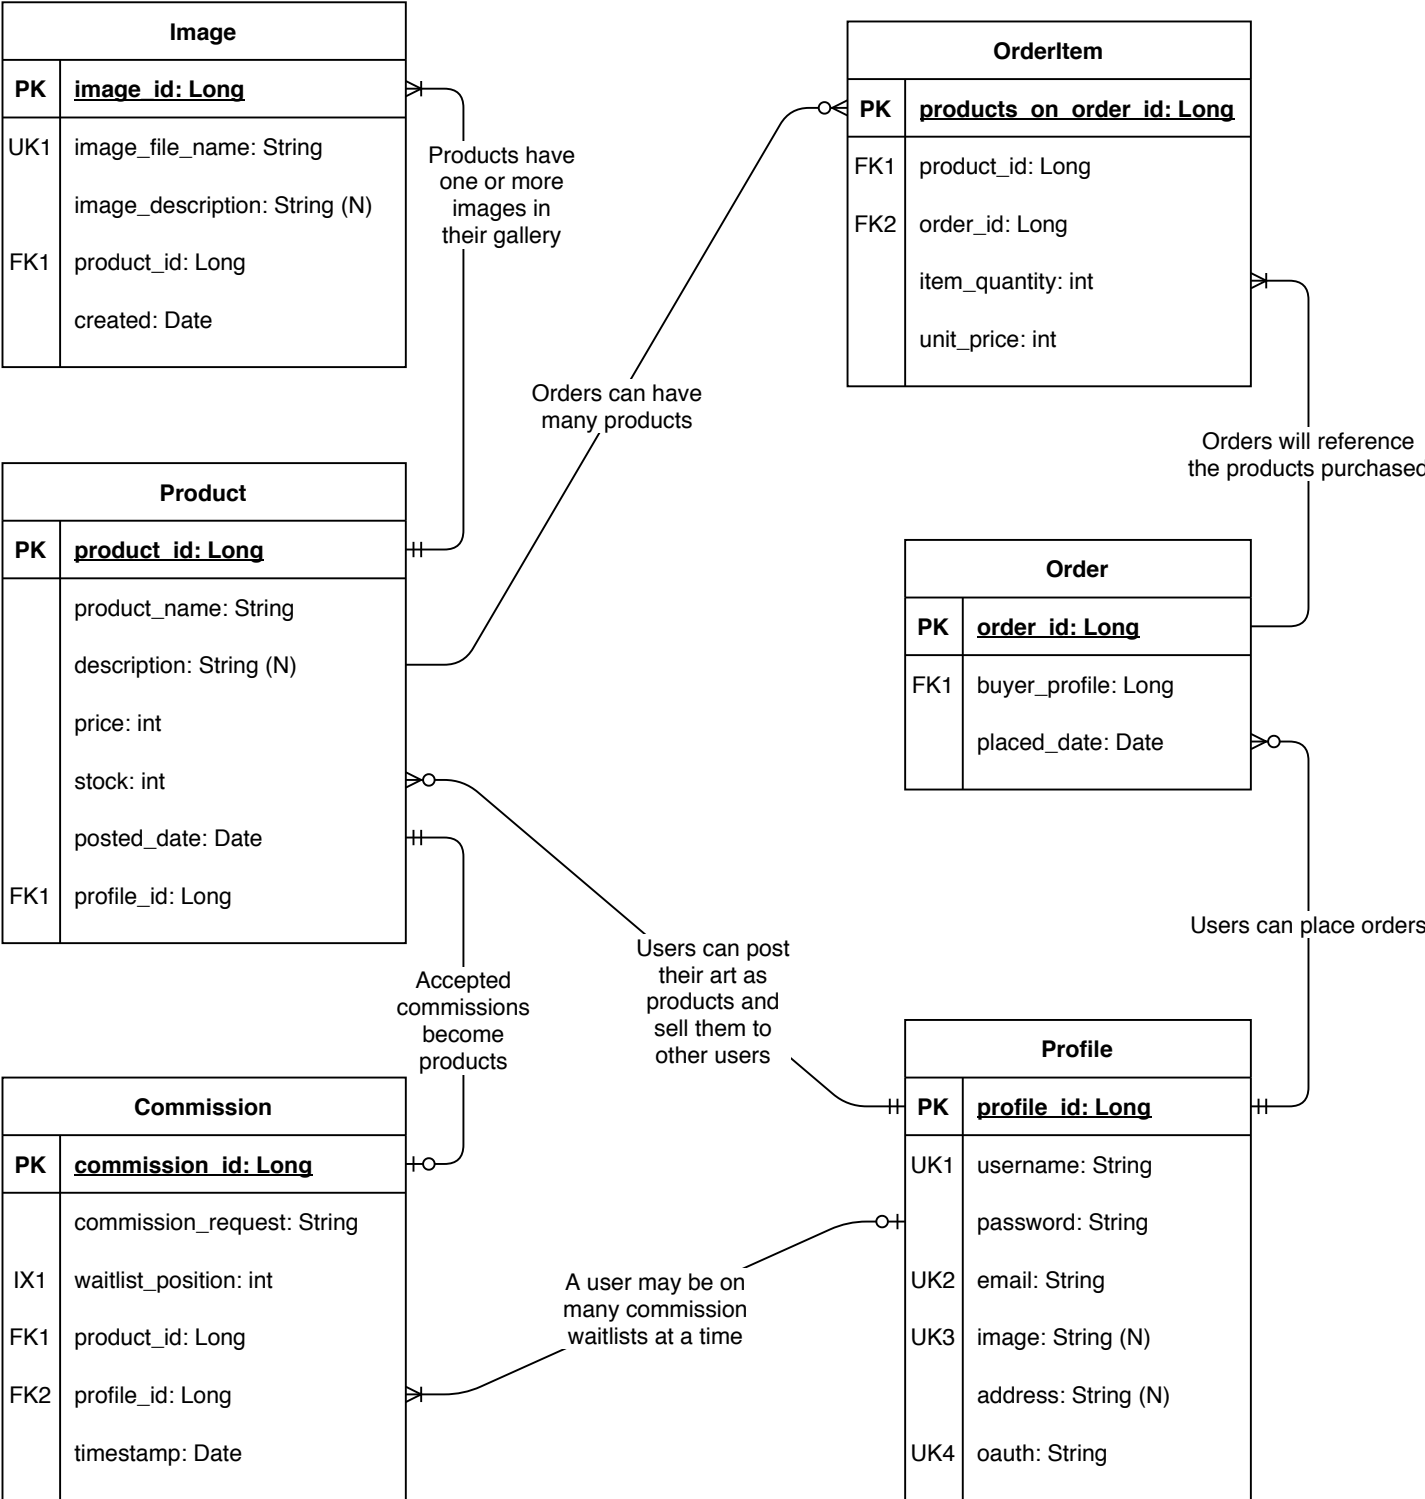 Image
PK image_id: Long
UK1 image_file_name: String
image_description: String (N)
FK1 product_id: Long
created: Date
Products have
one or more
images in
their gallery
OrderItem
PK products_on_order_id: Long
FK1 product_id: Long
FK2 order_id: Long
item_quantity: int
unit_price: int
Orders can have
many products
Orders will reference
the products purchased
Product
PK product_id: Long
product_name: String
description: String (N)
price: int
stock: int
posted_date: Date
FK1 profile_id: Long
Order
PK order_id: Long
FK1 buyer_profile: Long
placed_date: Date
Users can place orders
Users can post
their art as
products and
sell them to
other users
Accepted
commissions
become
products
Commission
PK commission_id: Long
commission_request: String
IX1 waitlist_position: int
FK1 product_id: Long
FK2 profile_id: Long
timestamp: Date
A user may be on
many commission
waitlists at a time
Profile
PK profile_id: Long
UK1 username: String
password: String
UK2 email: String
UK3 image: String (N)
address: String (N)
UK4 oauth: String